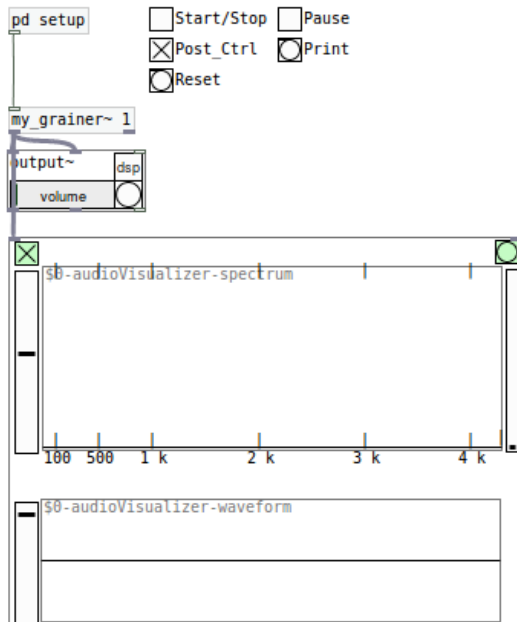 pd setup
Start/Stop Pause
Post_Ctrl Print
Reset
my_grainer~ 1
output~ dsp
volume
$0-audioVisualizer-spectrum
100 500 1 k 2 k 3 k 4 k
$0-audioVisualizer-waveform